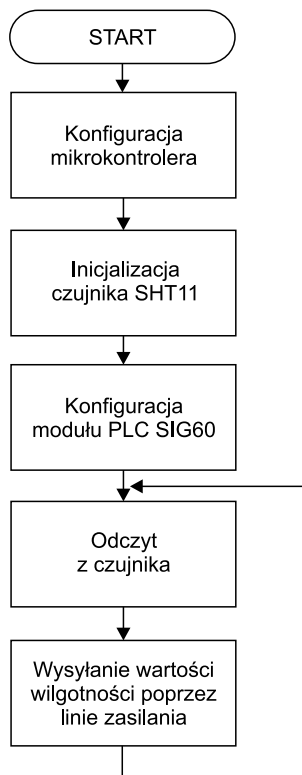 START
Konfiguracja
mikrokontrolera
Inicjalizacja
czujnika SHT11
Konfiguracja
modułu PLC SIG60
Odczyt
z czujnika
Wysyłanie wartości
wilgotności poprzez
linie zasilania